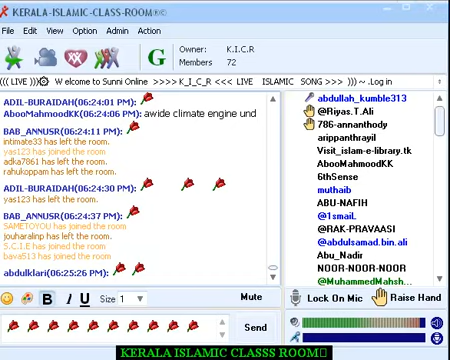 KERALA-ISLAMIC-CLASS-ROOM®©
File Edit View Option Admin Action
G
Owner: K.I.C.R
Members 72
((( LIVE ))) W elcome to Sunni Online >>>>> K_I_C_R <<< LIVE ISLAMIC SONG >>> )))~ .Log in
ADIL-BURAIDAH(06:24:01 PM):
AbooMahmoodKK(06:24:06 PM): awide climate engine und
BAB_ANNUSR(06:24:11 PM):
intimate33 has left the room.
yas123 has joined the room
adka7861 has left the room.
rahukoppam has left the room.
ADIL-BURAIDAH(06:24:30 PM):
yas123 has left the room.
BAB_ANNUSR(06:24:37 PM):
SAMETOYOU has joined the room
jouharalinp has left the room.
S.C.I.E has joined the room
bava513 has joined the room
abdulklari(06:25:26 PM):
abdullah_kumble313
@Riyas.T.Ali
786-annanthody
arippanthrayil
Visit_islam-e-library.tk
AbooMahmoodKK
6thSense
muthaib
ABU-NAFIH
@1smaiL
@RAK-PRAVAASI
@abdulsamad.bin.ali
Abu_Nadir
NOOR-NOOR-NOOR
@MuhammedMahsh...
B I U Size 1 Mute
Lock On Mic Raise Hand
Send
KERALA ISLAMIC CLASSS ROOM